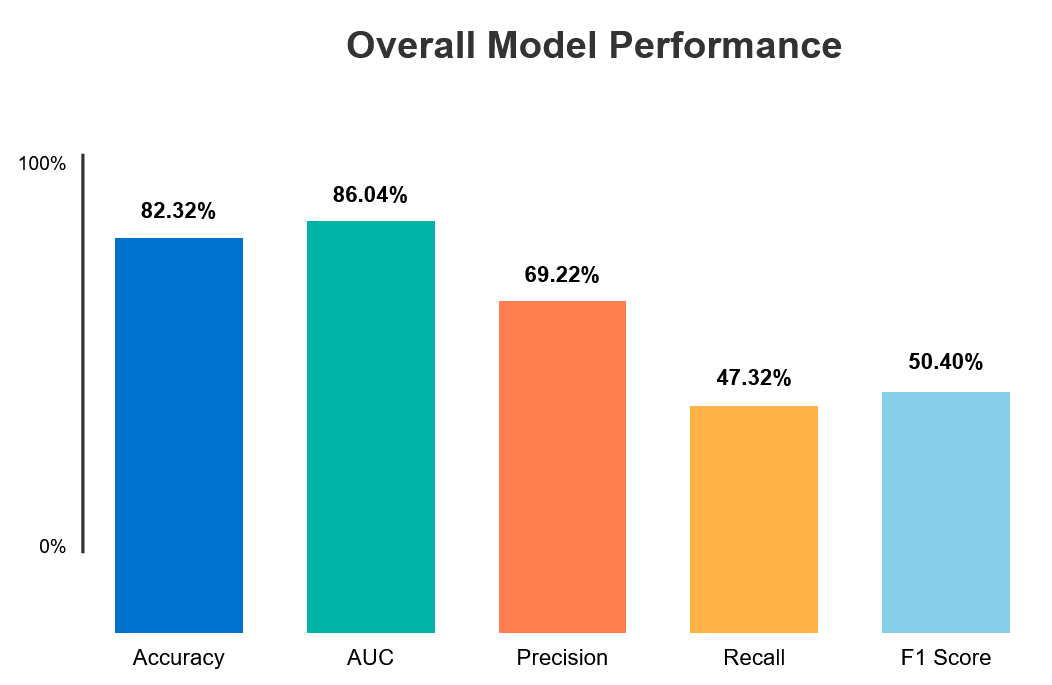 Overall Model Performance
100%
82.32%
86.04%
69.22%
47.32%
50.40%
0%
Accuracy
AUC
Precision
Recall
F1 Score